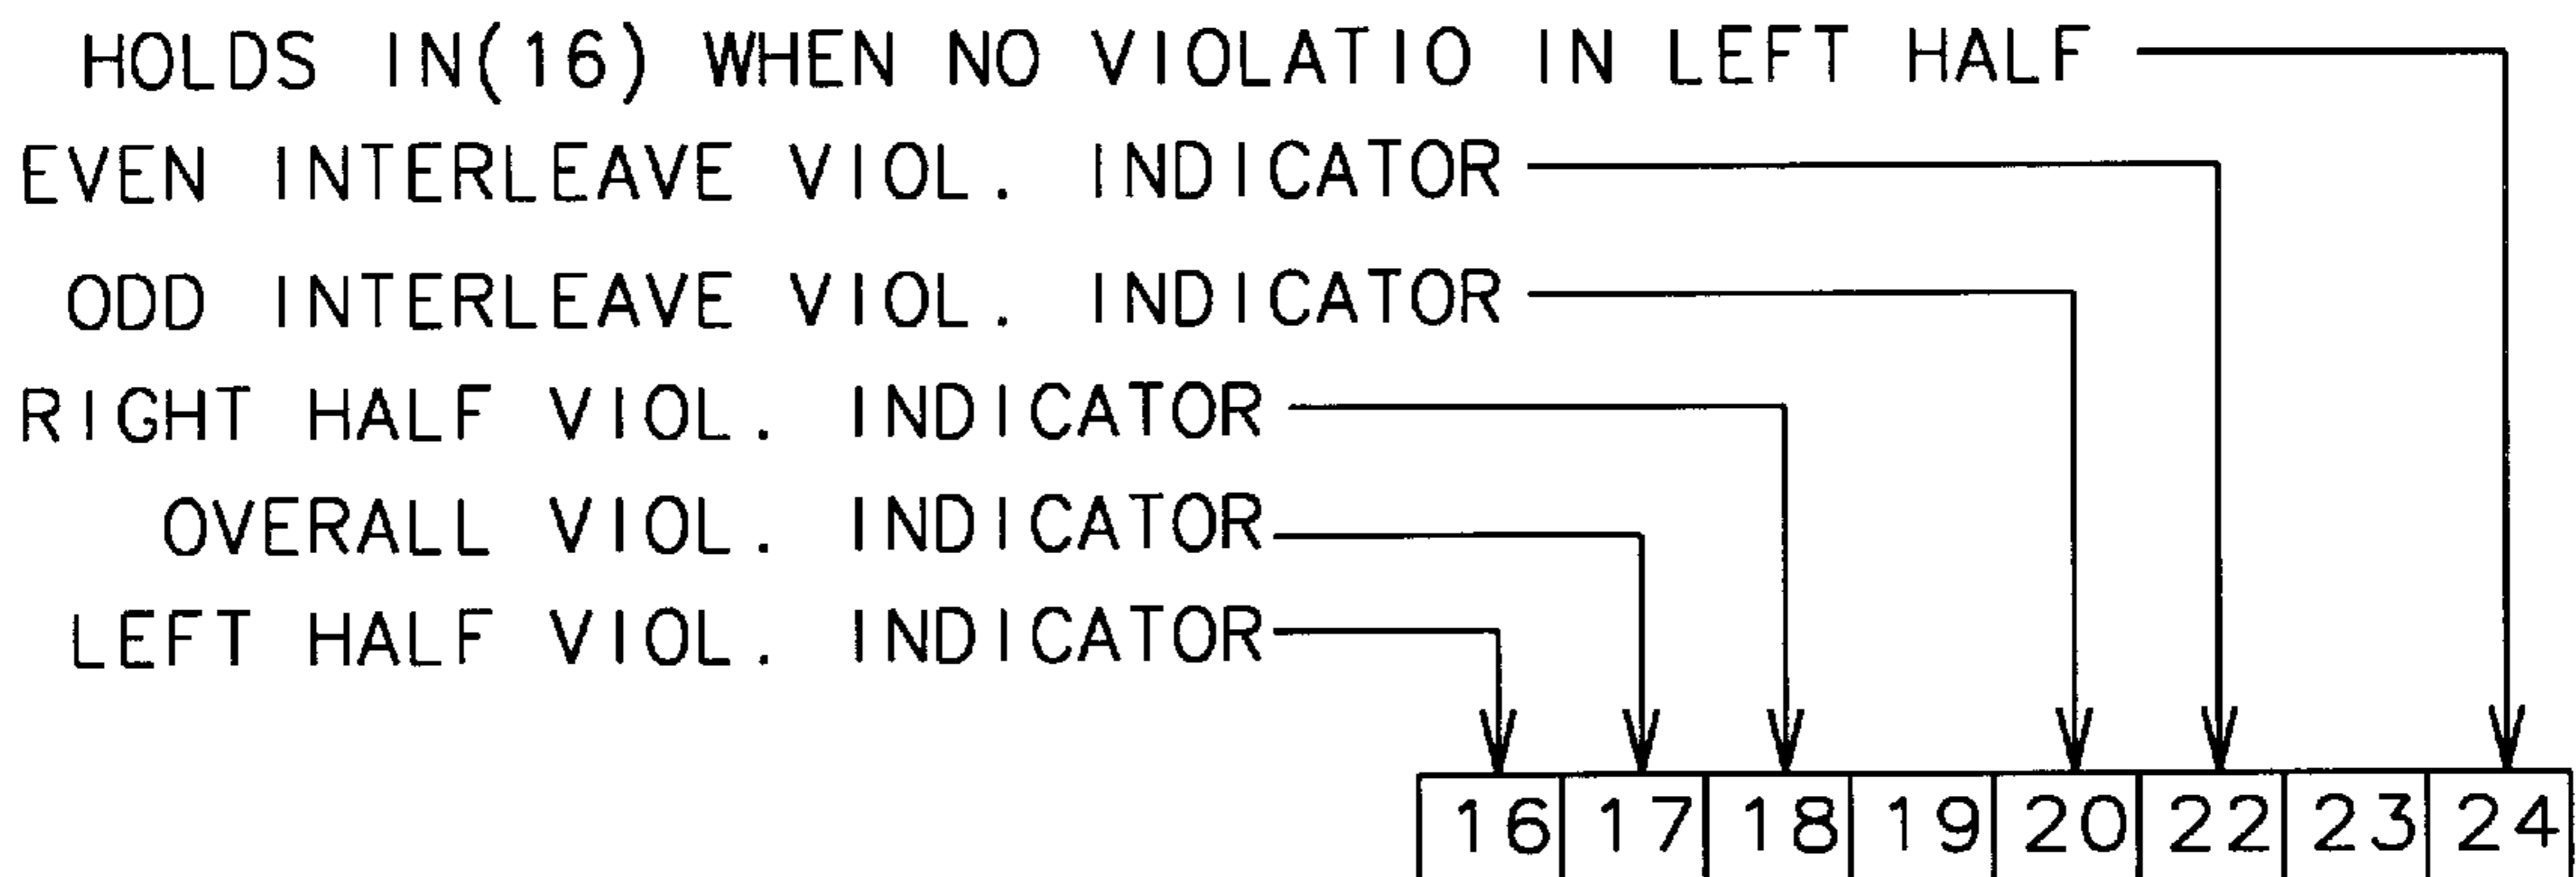 HOLDS IN(16) WHEN NO VIOLATIO IN LEFT HALF
EVEN INTERLEAVE VIOL. INDICATOR
ODD INTERLEAVE VIOL. INDICATOR
RIGHT HALF VIOL. INDICATOR
OVERALL VIOL. INDICATOR
LEFT HALF VIOL. INDICATOR
16 17 18 19 20 22 23 24